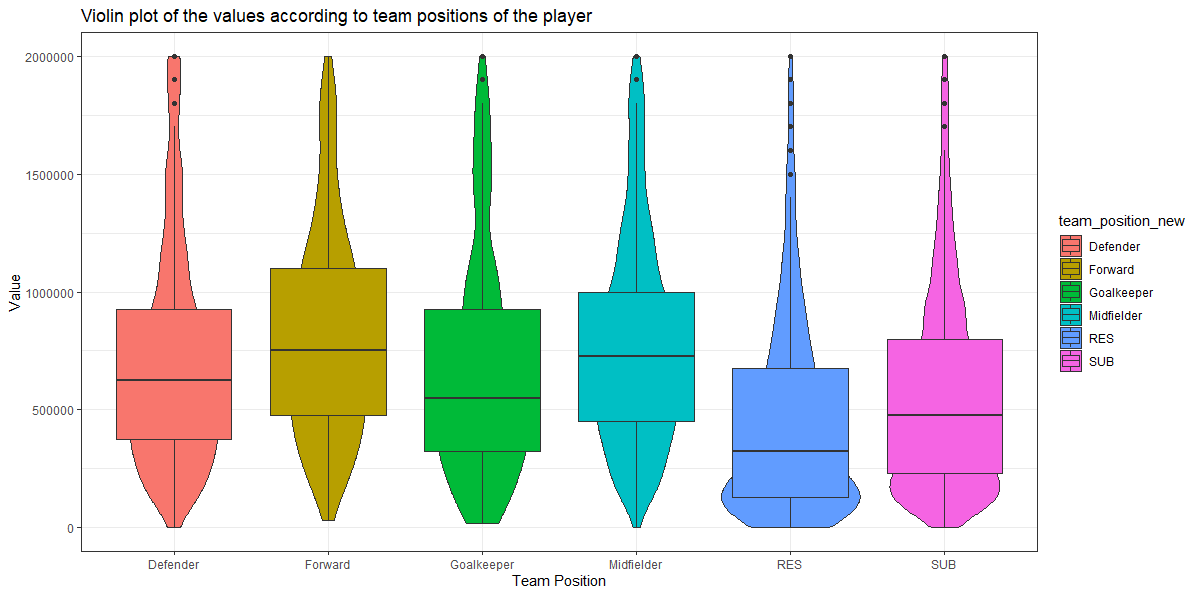 Violin plot of the values according to team positions of the player
Value
2000000
1500000
1000000
500000
0
Defender
Forward
Goalkeeper
Midfielder
RES
SUB
Team Position
team_position_new
Defender
Forward
Goalkeeper
Midfielder
RES
SUB